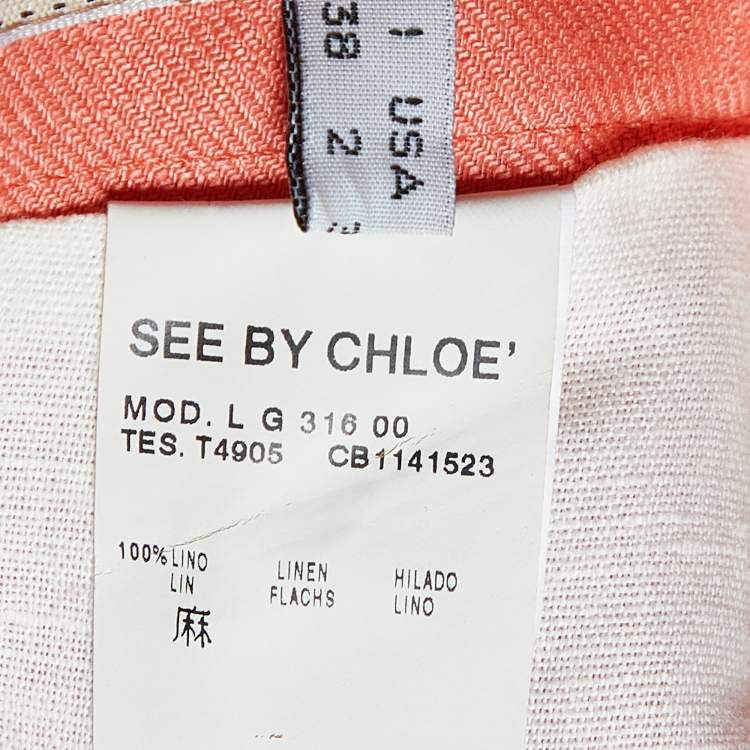 ! USA
38 2
SEE BY CHLOE'
MOD. L G 316 00
TES. T4905 CB1141523
100% LINO LINEN HILADO
LIN FLACHS LINO
麻